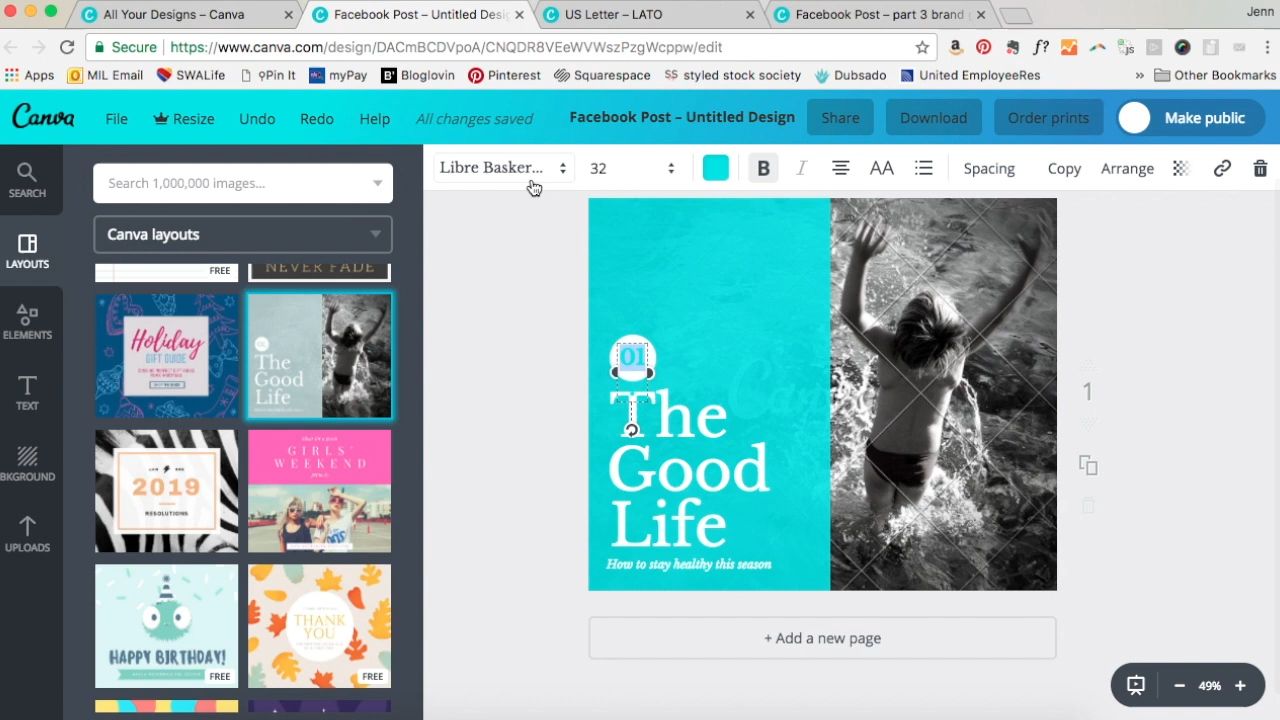 All Your Designs – Canva
Facebook Post – Untitled Desi
US Letter – LATO
Facebook Post – part 3 brand
Jenn
Secure
https://www.canva.com/design/DACmBCDVpoA/CNQDR8VEeWVWszPzgWcppw/edit
Apps
MIL Email
SWALife
Pin It
myPay
Bloglovin
Pinterest
Squarespace
styled stock society
Dubsado
United EmployeeRes
»
Other Bookmarks
Canva
File
Resize
Undo
Redo
Help
All changes saved
Facebook Post – Untitled Design
Share
Download
Order prints
Make public
SEARCH
LAYOUTS
ELEMENTS
TEXT
BKGROUND
UPLOADS
Search 1,000,000 images...
Canva layouts
FREE
NEVER FADE
Holiday
GIFT GUIDE
The
Good
Life
2019
RESOLUTIONS
GIRLS'
WEEKEND
HAPPY BIRTHDAY!
FREE
THANK
YOU
FREE
Libre Basker...
32
B
I
AA
Spacing
Copy
Arrange
01
The
Good
Life
How to stay healthy this season
1
+ Add a new page
− 49% +